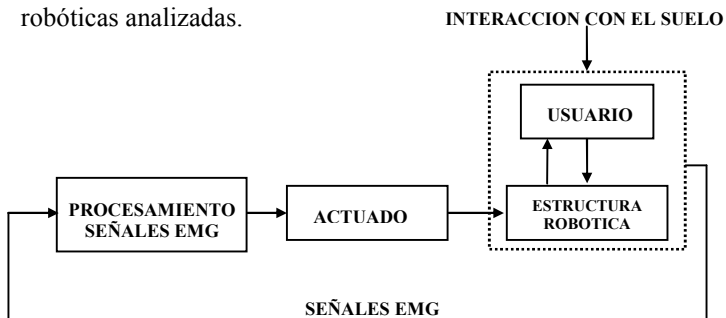 robóticas analizadas.
INTERACCION CON EL SUELO
USUARIO
PROCESAMIENTO
SEÑALES EMG
ACTUADO
ESTRUCTURA
ROBOTICA
SEÑALES EMG